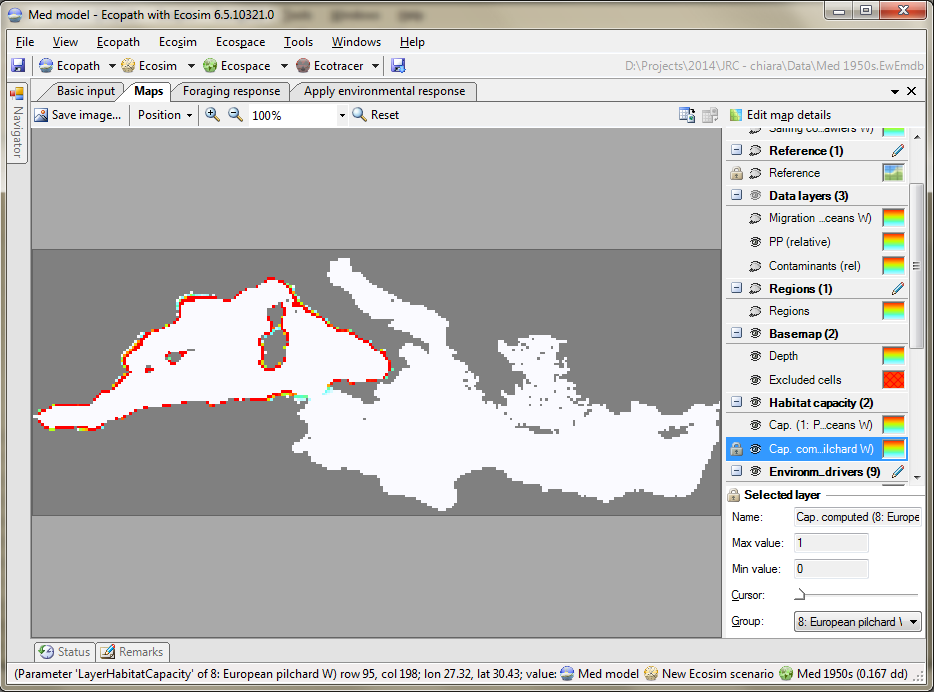 Med model - Ecopath with Ecosim 6.5.10321.0
File View Ecopath Ecosim Ecospace Tools Windows Help
Ecopath Ecosim Ecospace Ecotracer D:\Projects\2014\JRC - chiara\Data\Med 1950s.EwEmdb
Navigator
Basic input Maps Foraging response Apply environmental response
Save image... Position 100% Reset Edit map details
Reference (1)
Reference
Data layers (3)
Migration ...ceans W)
PP (relative)
Contaminants (rel)
Regions (1)
Regions
Basemap (2)
Depth
Excluded cells
Habitat capacity (2)
Cap. (1: P...ceans W)
Cap. com...ilchard W)
Environm...drivers (9)
Selected layer
Name: Cap. computed (8: Europe
Max value: 1
Min value: 0
Cursor:
Group: 8: European pilchard
Status Remarks
(Parameter 'LayerHabitatCapacity' of 8: European pilchard W) row 95, col 198; lon 27.32, lat 30.43; value: Med model New Ecosim scenario Med 1950s (0.167 dd)